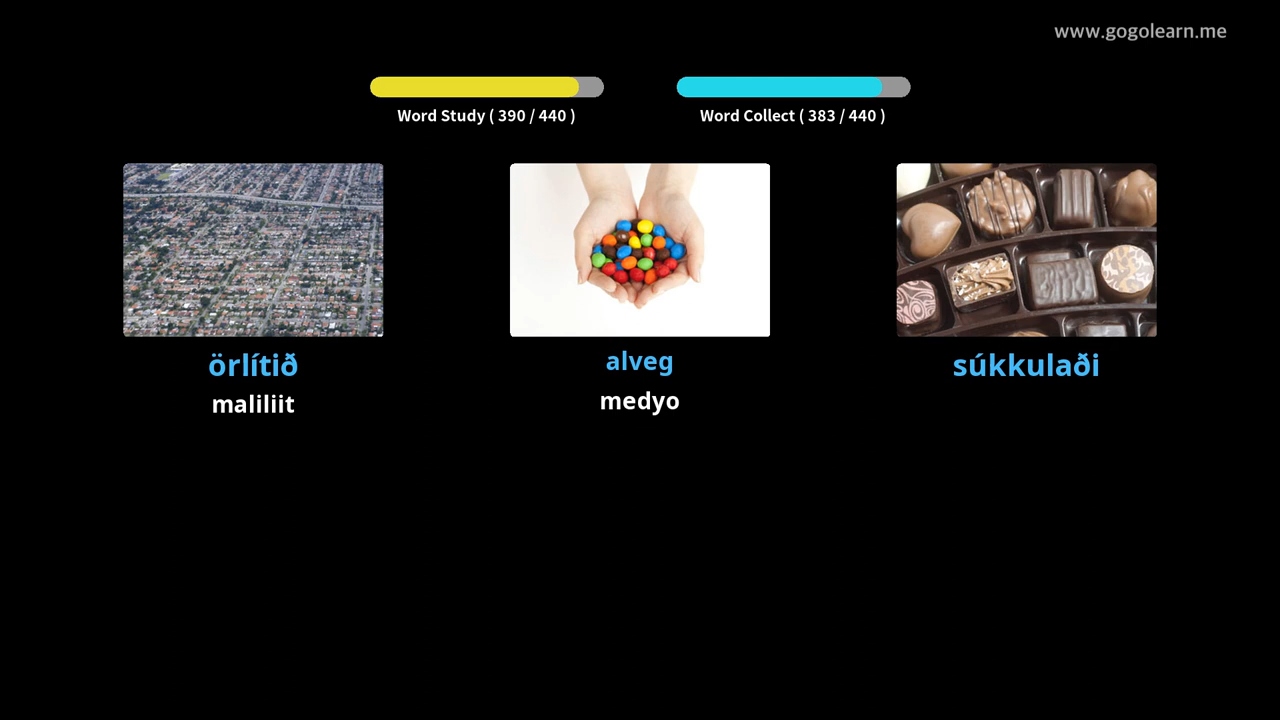 www.gogolearn.me
Word Study ( 390 / 440 )
Word Collect ( 383 / 440 )
örlítið
maliliit
alveg
medyo
súkkulaði